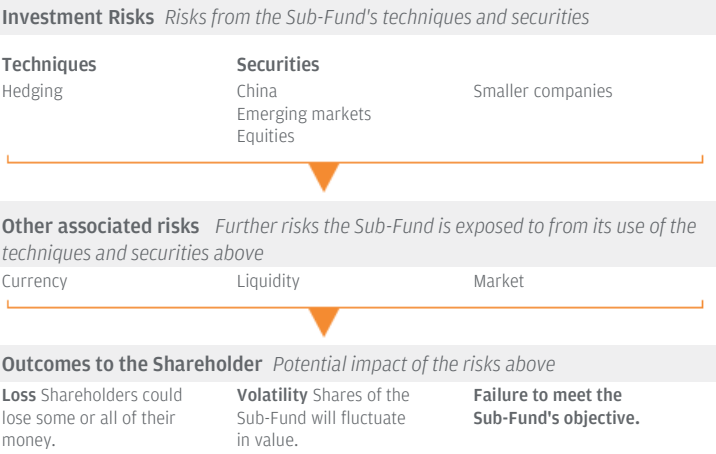 Investment Risks Risks from the Sub-Fund's techniques and securities
Techniques
Hedging
Securities
China
Emerging markets
Equities
Smaller companies
Other associated risks Further risks the Sub-Fund is exposed to from its use of the
techniques and securities above
Currency
Liquidity
Market
Outcomes to the Shareholder Potential impact of the risks above
Loss Shareholders could
lose some or all of their
money.
Volatility Shares of the
Sub-Fund will fluctuate
in value.
Failure to meet the
Sub-Fund's objective.